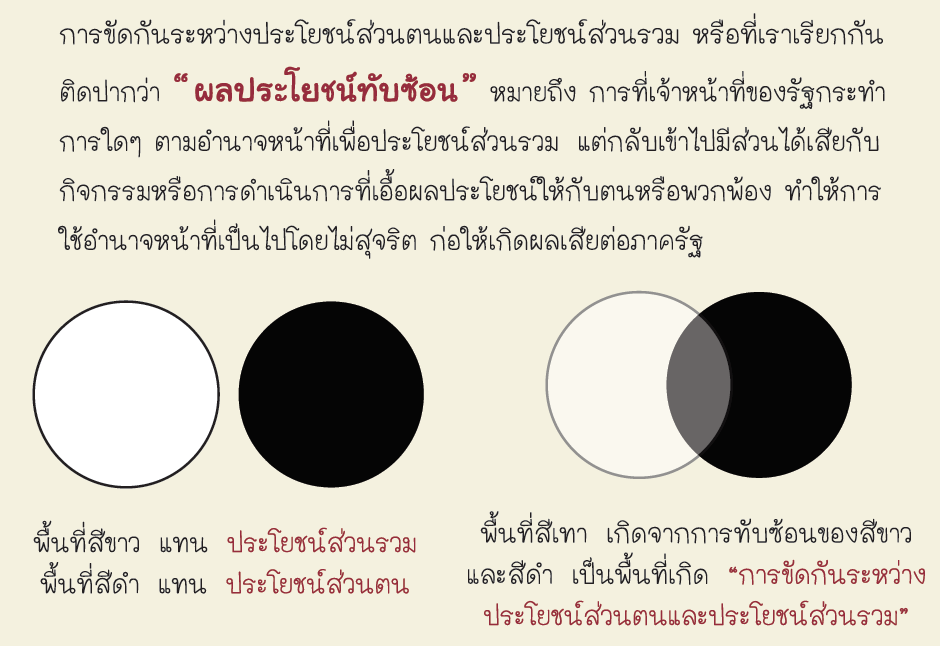 การขัดกันระหว่างประโยชน์ส่วนตนและประโยชน์ส่วนรวม หรือที่เราเรียกกัน
ติดปากว่า “ผลประโยชน์ทับซ้อน” หมายถึง การที่เจ้าหน้าที่ของรัฐกระทำ
การใดๆ ตามอำนาจหน้าที่เพื่อประโยชน์ส่วนรวม แต่กลับเข้าไปมีส่วนได้เสียกับ
กิจกรรมหรือการดำเนินการที่เอื้อผลประโยชน์ให้กับตนหรือพวกพ้อง ทำให้การ
ใช้อำนาจหน้าที่เป็นไปโดยไม่สุจริต ก่อให้เกิดผลเสียต่อภาครัฐ
พื้นที่สีขาว แทน ประโยชน์ส่วนรวม
พื้นที่สีดำ แทน ประโยชน์ส่วนตน
พื้นที่สีเทา เกิดจากการทับซ้อนของสีขาว
และสีดำ เป็นพื้นที่เกิด “การขัดกันระหว่าง
ประโยชน์ส่วนตนและประโยชน์ส่วนรวม”